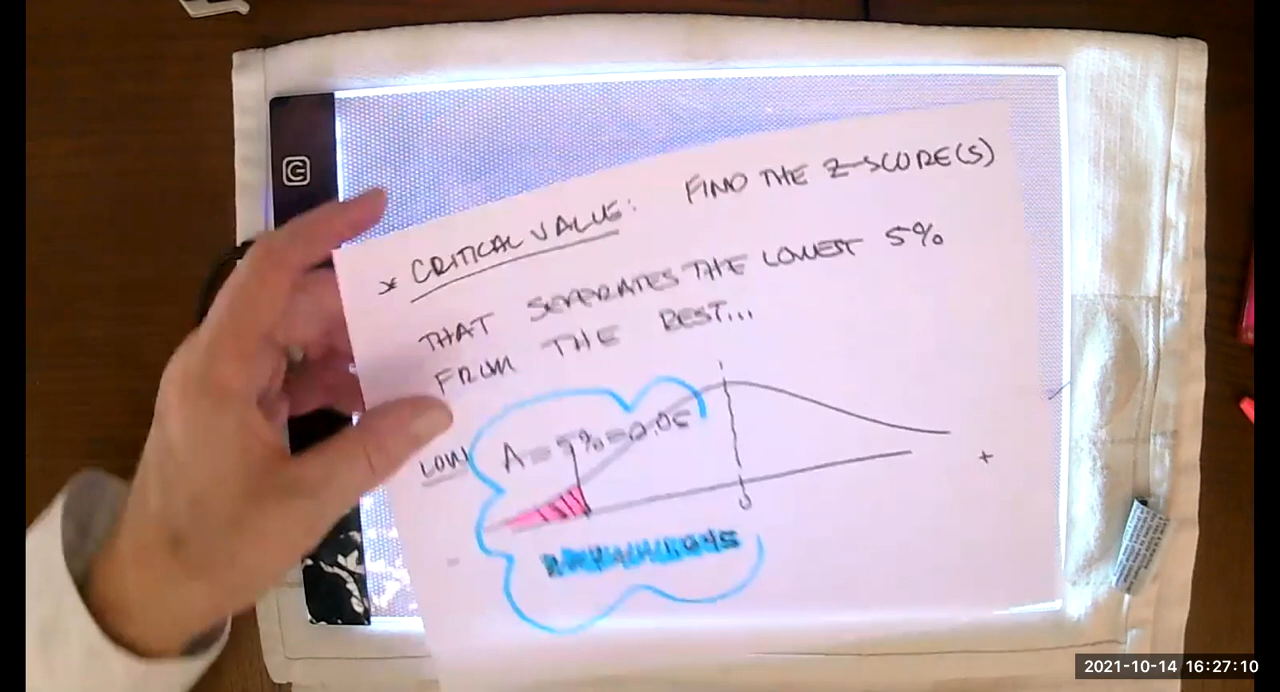 * CRITICAL VALUE: FIND THE Z-SCORE(S)
THAT SEPERATES THE LOWEST 5%
FROM THE REST...
LOW A = 5% = 0.05
0
+
-
2021-10-14 16:27:10